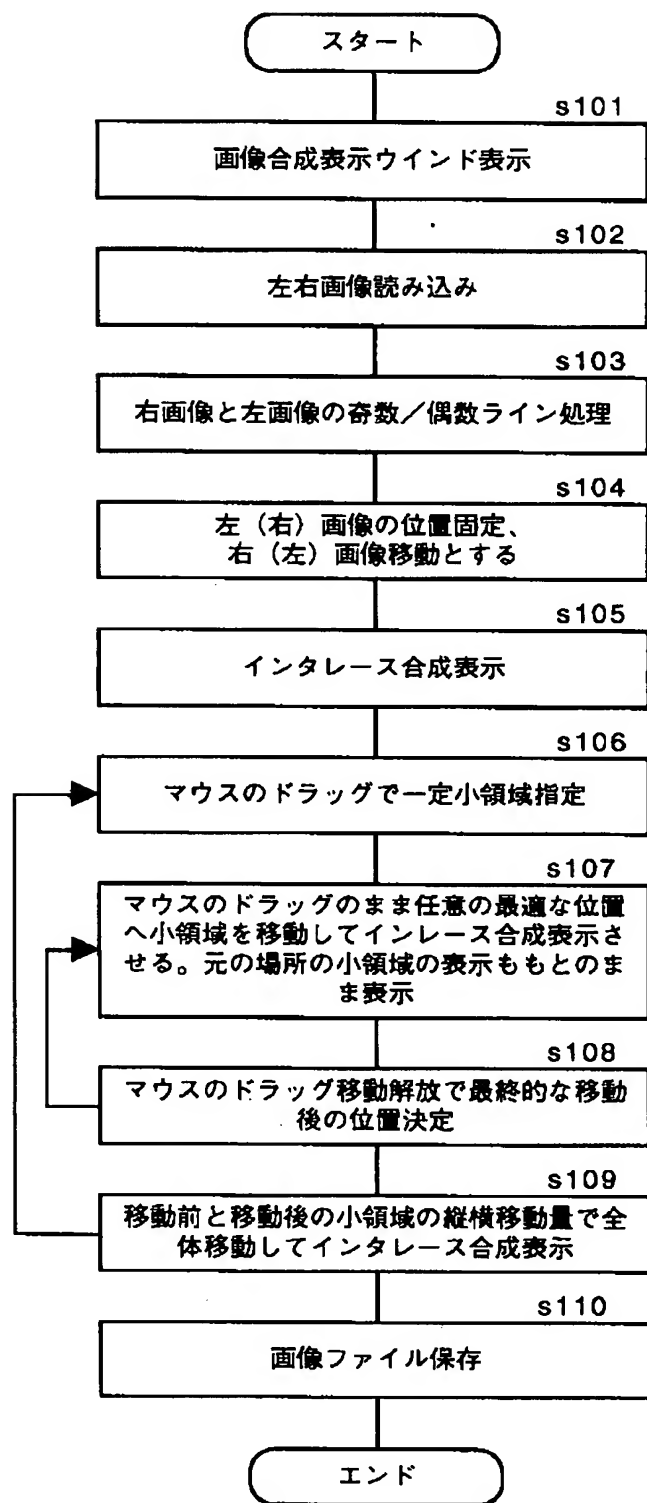 スタート
s101
画像合成表示ウインド表示
s102
左右画像読み込み
s103
右画像と左画像の奇数／偶数ライン処理
s104
左（右）画像の位置固定、
右（左）画像移動とする
s105
インタレース合成表示
s106
マウスのドラッグで一定小領域指定
s107
マウスのドラッグのまま任意の最適な位置
へ小領域を移動してインレース合成表示さ
せる。元の場所の小領域の表示ももとのま
ま表示
s108
マウスのドラッグ移動解放で最終的な移動
後の位置決定
s109
移動前と移動後の小領域の縦横移動量で全
体移動してインタレース合成表示
s110
画像ファイル保存
エンド